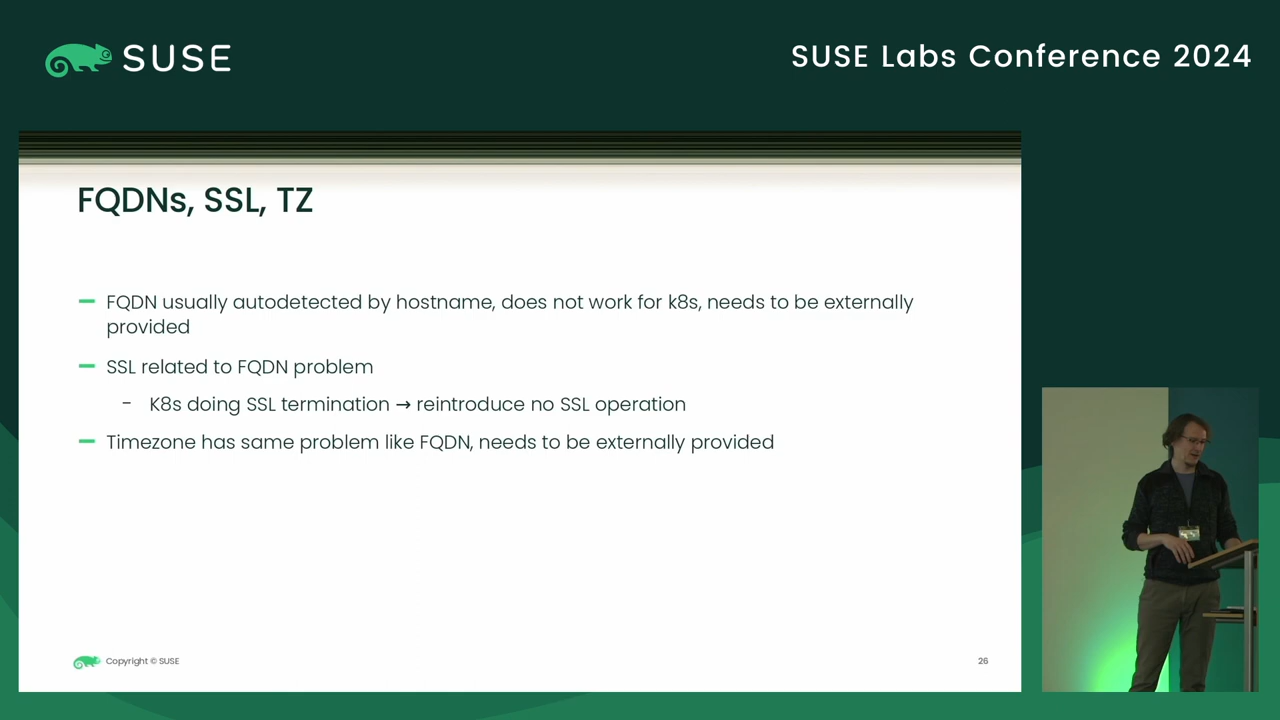 SUSE
SUSE Labs Conference 2024
FQDNs, SSL, TZ
FQDN usually autodetected by hostname, does not work for k8s, needs to be externally
provided
SSL related to FQDN problem
- K8s doing SSL termination → reintroduce no SSL operation
Timezone has same problem like FQDN, needs to be externally provided
Copyright © SUSE
26